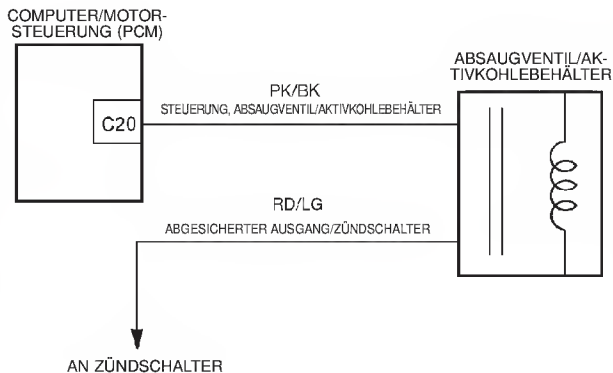 COMPUTER/MOTOR-
STEUERUNG (PCM)
ABSAUGVENTIL/AK-
TIVKOHLEBEHÄLTER
PK/BK
STEUERUNG, ABSAUGVENTIL/AKTIVKOHLEBEHÄLTER
C20
RD/LG
ABGESICHERTER AUSGANG/ZÜNDSCHALTER
AN ZÜNDSCHALTER